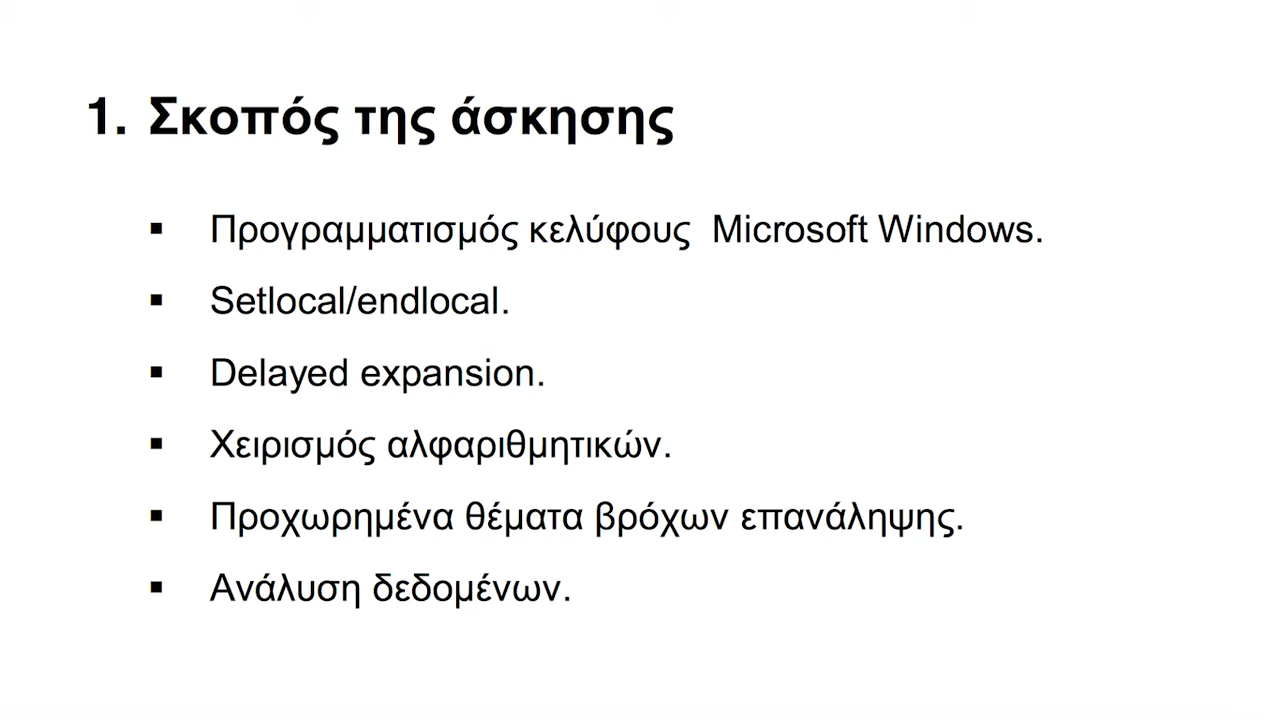 1. Σκοπός της άσκησης
▪ Προγραμματισμός κελύφους Microsoft Windows.
▪ Setlocal/endlocal.
▪ Delayed expansion.
▪ Χειρισμός αλφαριθμητικών.
▪ Προχωρημένα θέματα βρόχων επανάληψης.
▪ Ανάλυση δεδομένων.